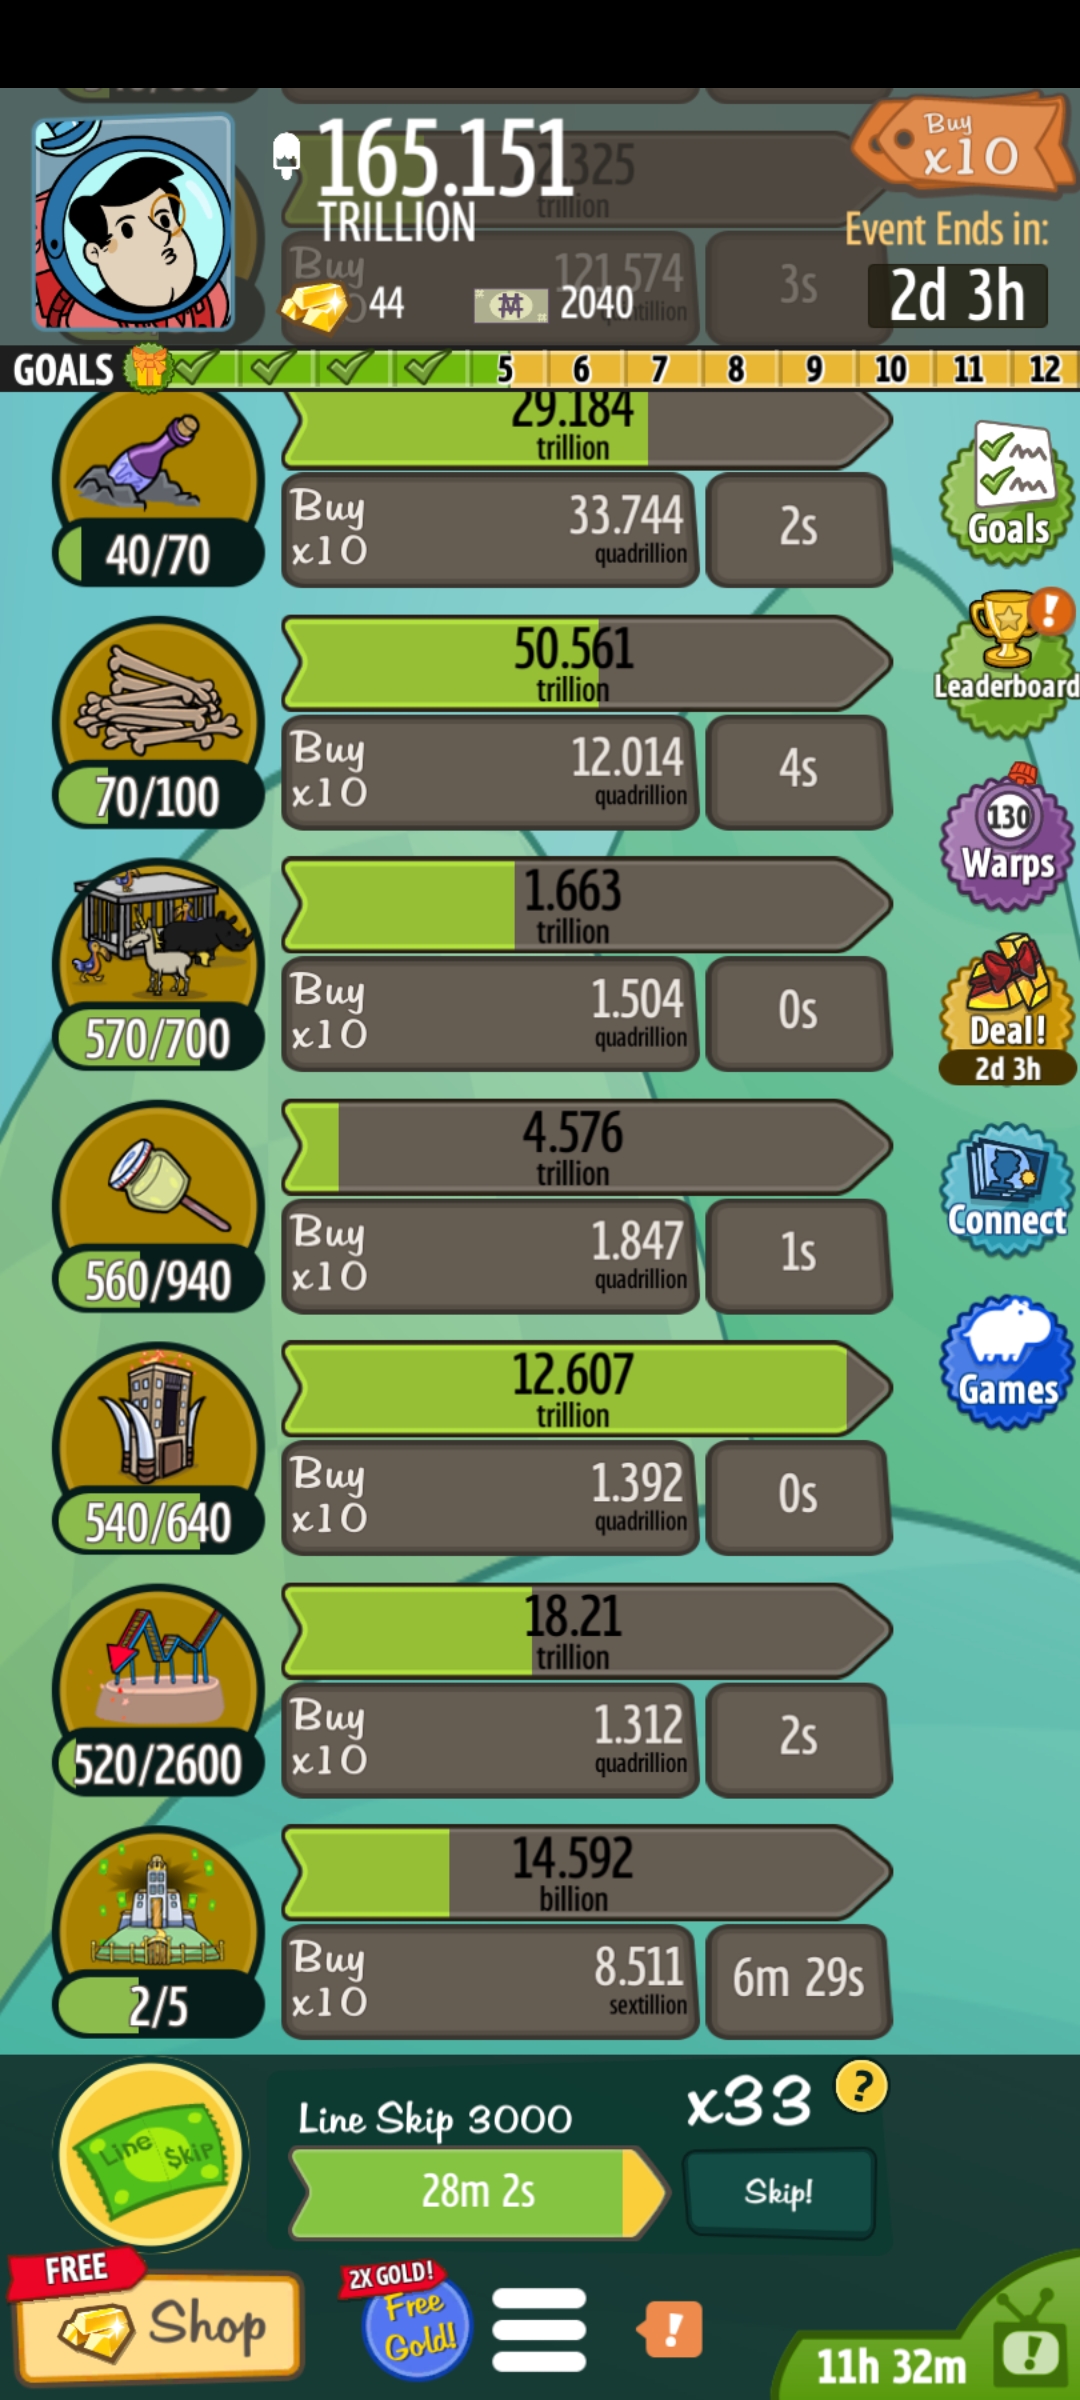 165.151
TRILLION
Buy
x10
Event Ends in:
2d 3h
44
2040
2.325
trillion
Buy
121.574
3s
GOALS
5
6
7
8
9
10
11
12
29.184
trillion
Buy
x10
33.744
quadrillion
2s
40/70
Goals
50.561
trillion
Buy
x10
12.014
quadrillion
4s
70/100
Leaderboard
1.663
trillion
Buy
x10
1.504
quadrillion
0s
570/700
130
Warps
Deal!
2d 3h
4.576
trillion
Buy
x10
1.847
quadrillion
1s
560/940
Connect
12.607
trillion
Buy
x10
1.392
quadrillion
0s
540/640
Games
18.21
trillion
Buy
x10
1.312
quadrillion
2s
520/2600
14.592
billion
Buy
x10
8.511
sextillion
6m 29s
2/5
Line Skip
Line Skip 3000
x33
?
28m 2s
Skip!
FREE
Shop
2X GOLD!
Free
Gold!
!
11h 32m
!